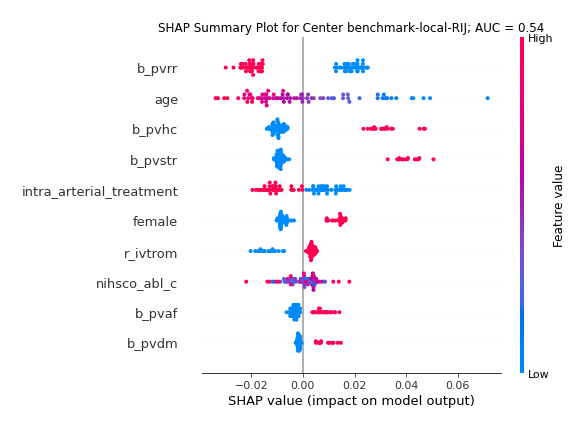 SHAP Summary Plot for Center benchmark-local-RIJ; AUC = 0.54
High
b_pvrr
age
b_pvhc
b_pvstr
intra_arterial_treatment
female
r_ivtrom
nihsco_abl_c
b_pvaf
b_pvdm
Feature value
Low
−0.02 0.00 0.02 0.04 0.06
SHAP value (impact on model output)